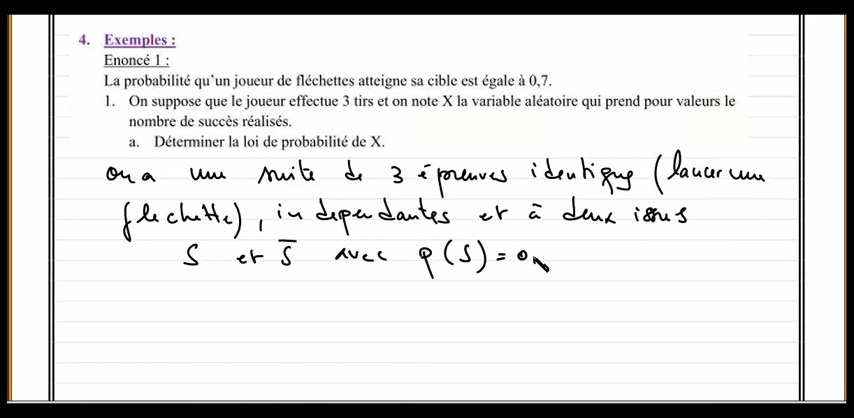 4. Exemples :
Enoncé 1 :
La probabilité qu'un joueur de fléchettes atteigne sa cible est égale à 0,7.
1. On suppose que le joueur effectue 3 tirs et on note X la variable aléatoire qui prend pour valeurs le
nombre de succès réalisés.
a. Déterminer la loi de probabilité de X.
on a une suite de 3 épreuves identiques (lancer une
flechette), independantes et à deux issues
S et S̅ avec p(S) = 0,